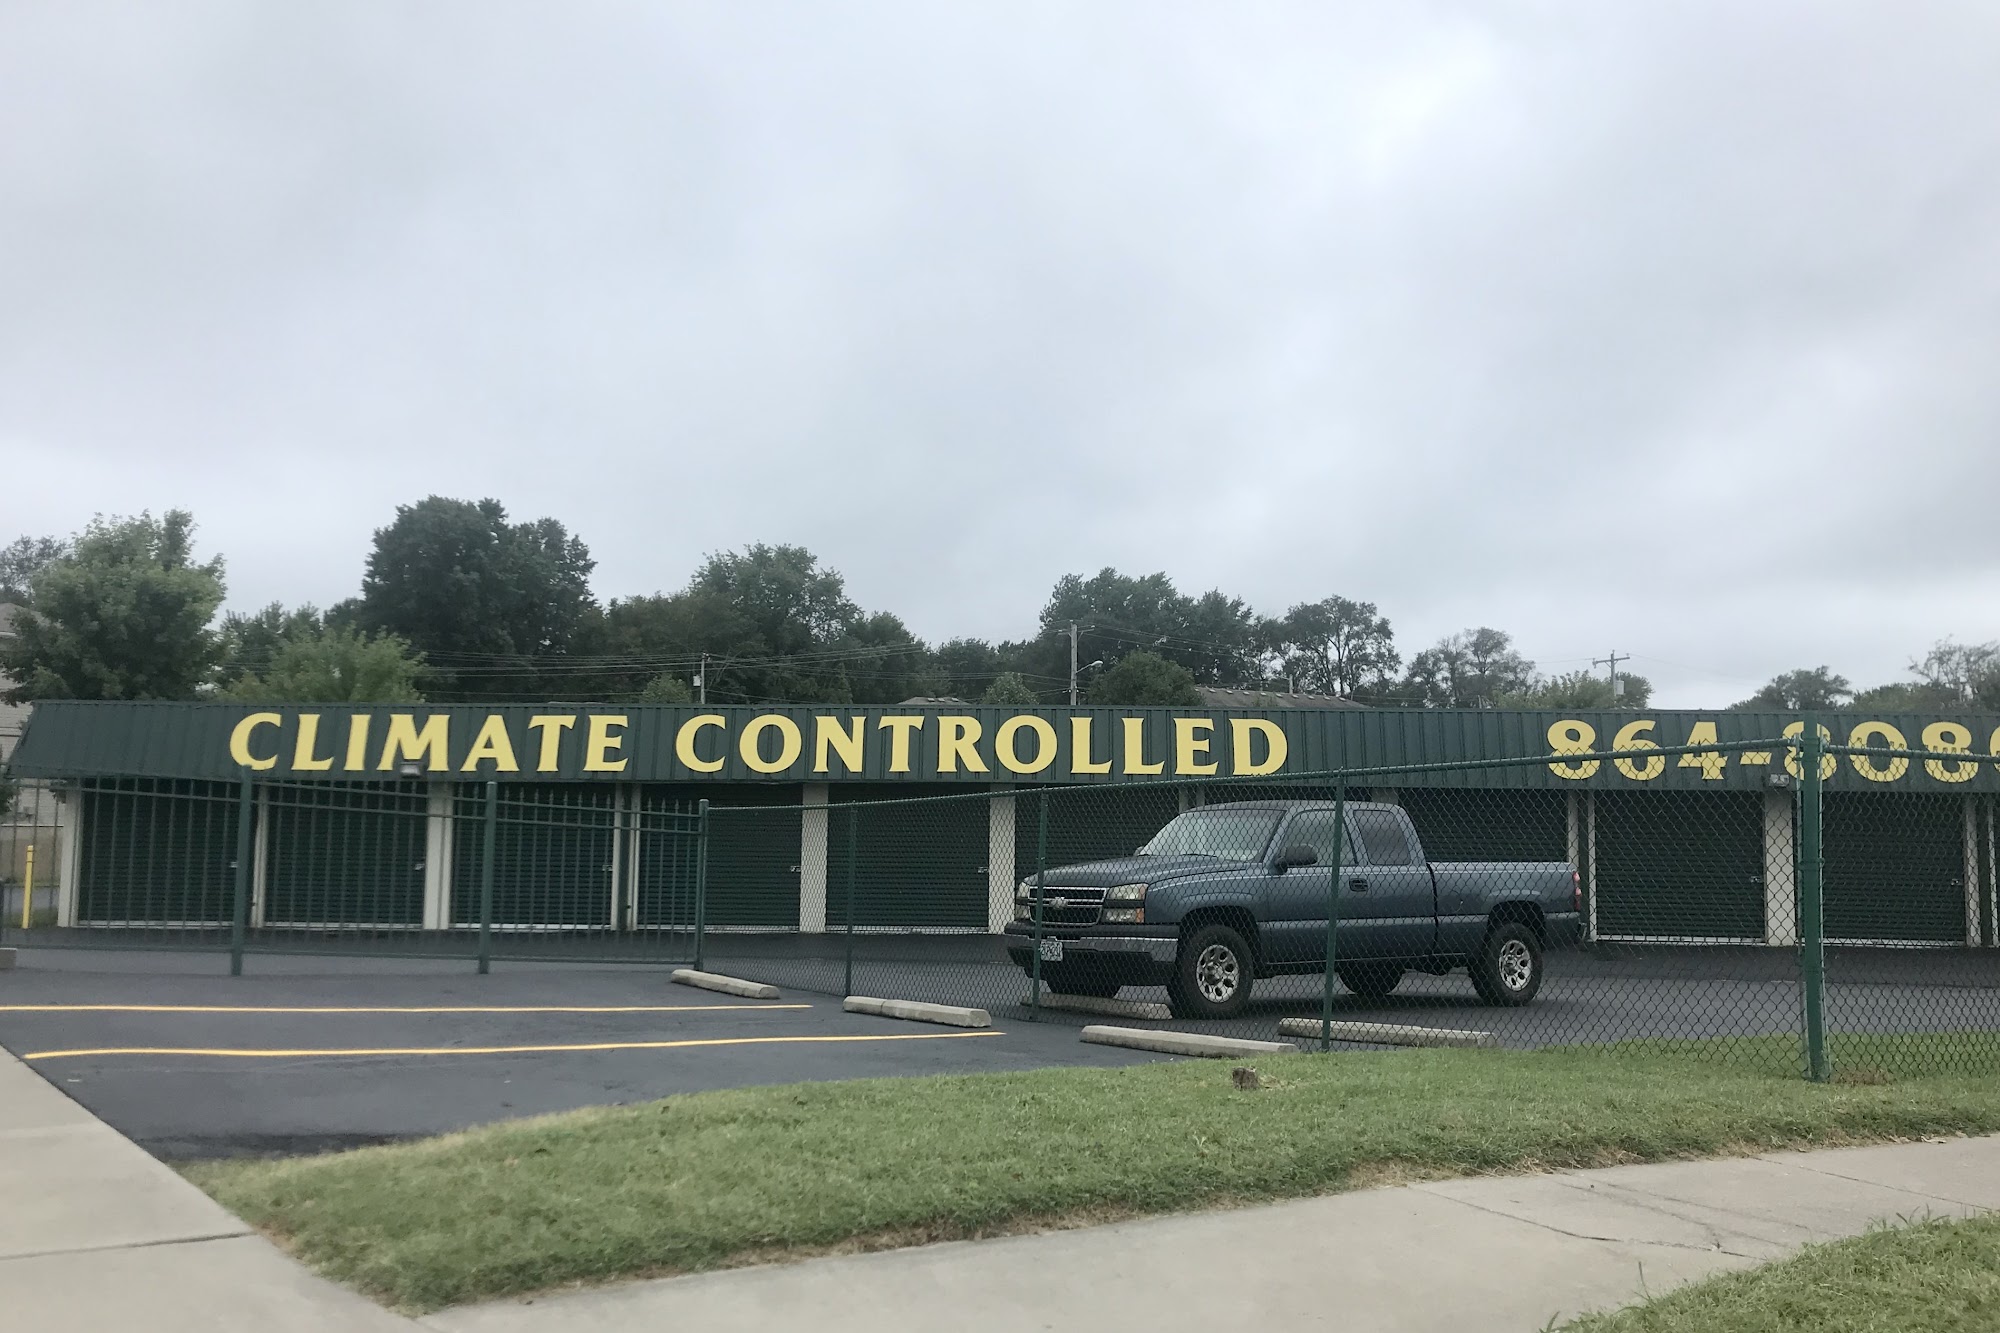 CLIMATE CONTROLLED 864-808